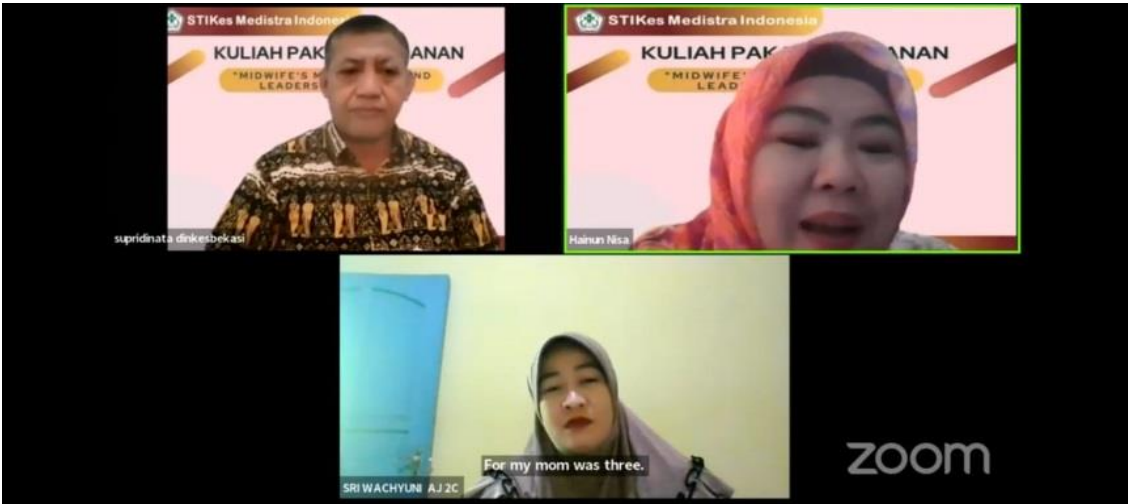 STIKes Medistra Indone
KULIAH PAK ANAN
"MIDWIFE'S M ND
LEADERS
supridinata dinkesbekasi
STIKes Medistra Indonesia
KULIAH PAK ANAN
"MIDWIFE'
LEAD
Hainun Nisa
For my mom was three.
SRI WACHYUNI AJ 2C
zoom